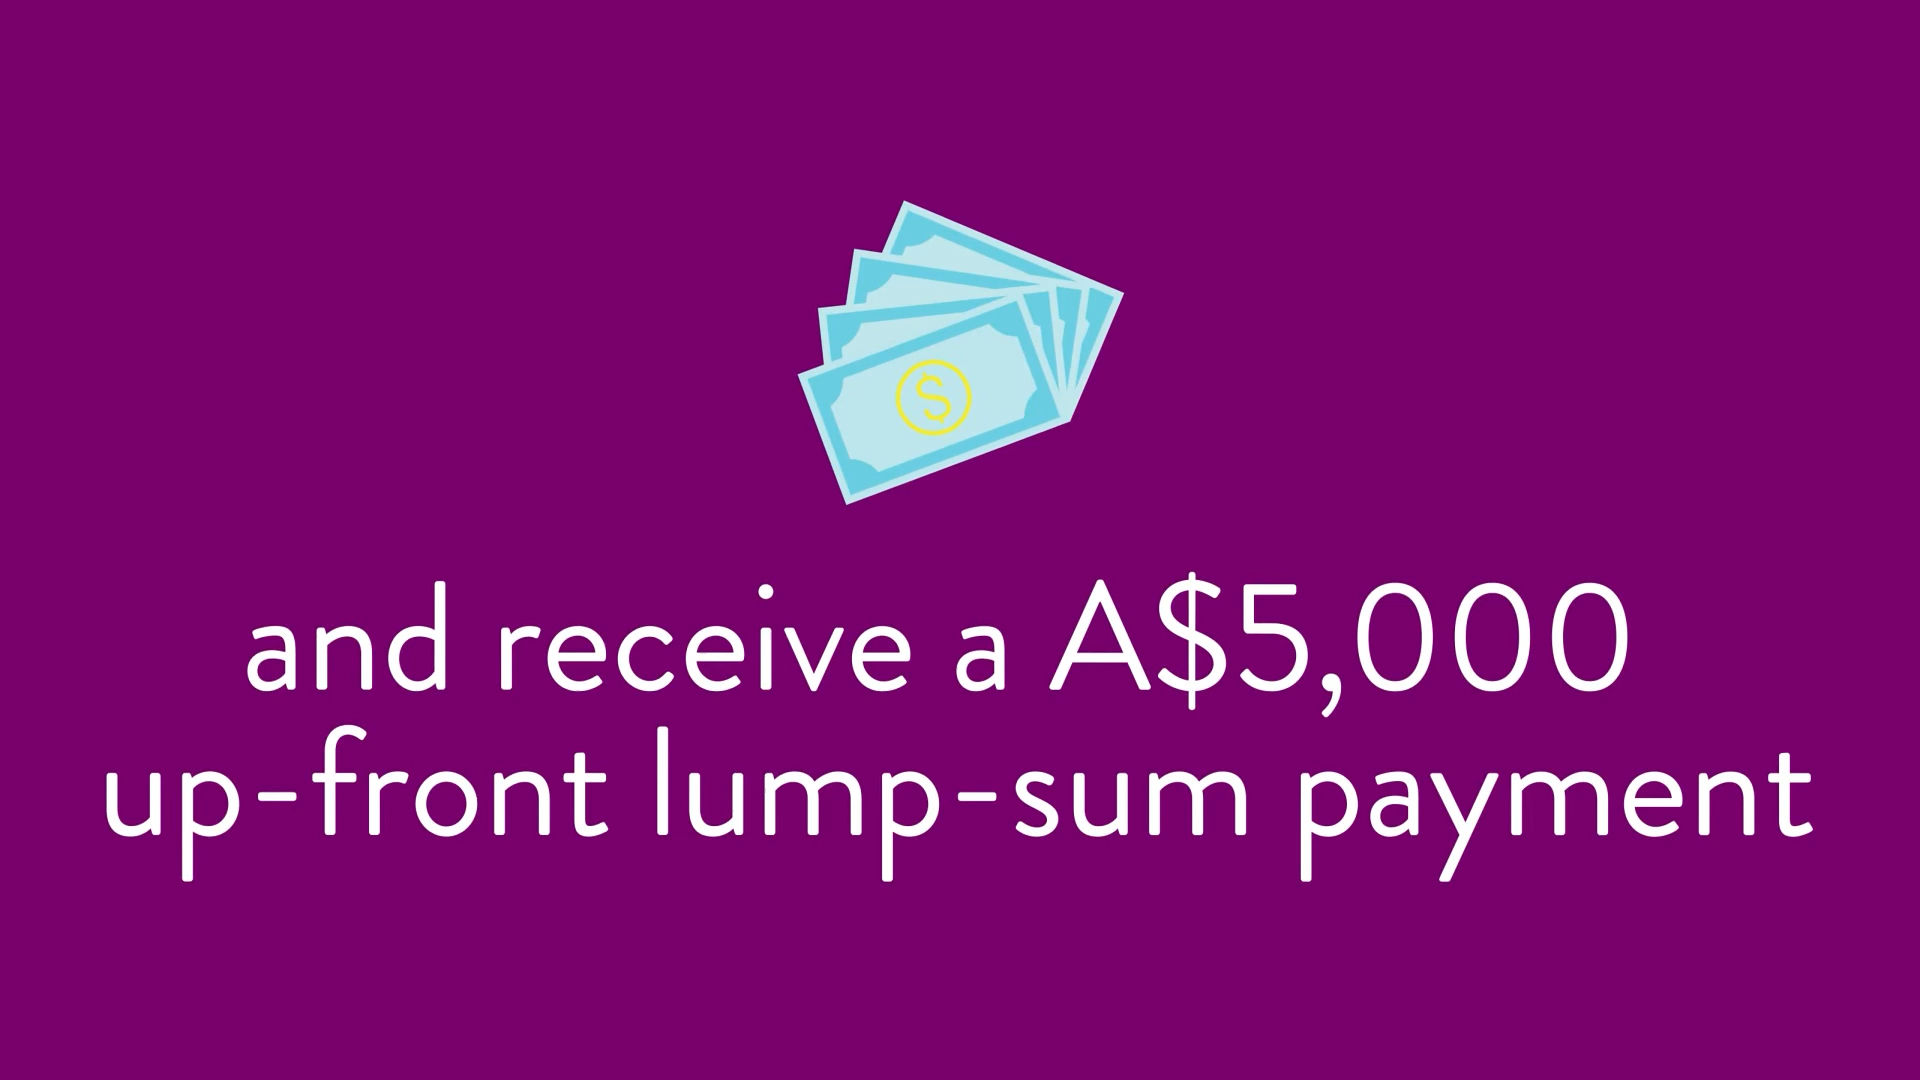 $
and receive a A$5,000
up-front lump-sum payment